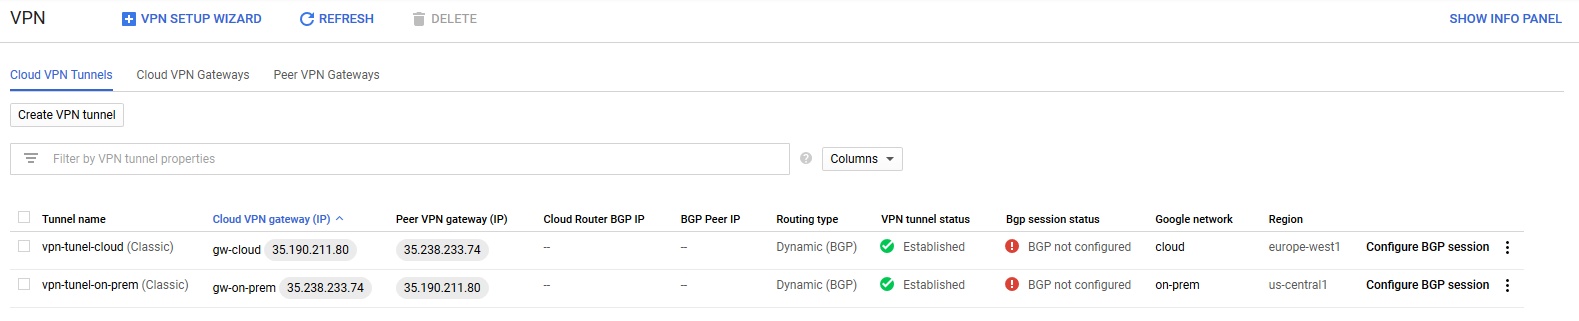 VPN VPN SETUP WIZARD REFRESH DELETE SHOW INFO PANEL
Cloud VPN Tunnels Cloud VPN Gateways Peer VPN Gateways
Create VPN tunnel
Filter by VPN tunnel properties ? Columns
Tunnel name Cloud VPN gateway (IP) Peer VPN gateway (IP) Cloud Router BGP IP BGP Peer IP Routing type VPN tunnel status Bgp session status Google network Region
vpn-tunel-cloud (Classic) gw-cloud 35.190.211.80 35.238.233.74 -- -- Dynamic (BGP) Established BGP not configured cloud europe-west1 Configure BGP session
vpn-tunel-on-prem (Classic) gw-on-prem 35.238.233.74 35.190.211.80 -- -- Dynamic (BGP) Established BGP not configured on-prem us-central1 Configure BGP session